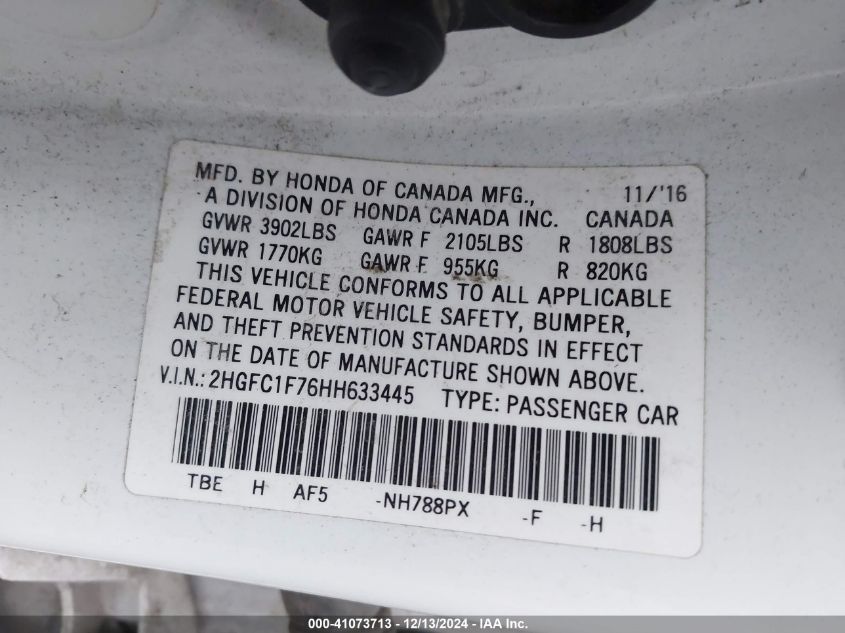 MFD. BY HONDA OF CANADA MFG., 11/'16
A DIVISION OF HONDA CANADA INC. CANADA
GVWR 3902LBS GAWR F 2105LBS R 1808LBS
GVWR 1770KG GAWR F 955KG R 820KG
THIS VEHICLE CONFORMS TO ALL APPLICABLE
FEDERAL MOTOR VEHICLE SAFETY, BUMPER,
AND THEFT PREVENTION STANDARDS IN EFFECT
ON THE DATE OF MANUFACTURE SHOWN ABOVE.
V.I.N.: 2HGFC1F76HH633445 TYPE: PASSENGER CAR
TBE H AF5 -NH788PX -F -H
000-41073713 - 12/13/2024 - IAA Inc.